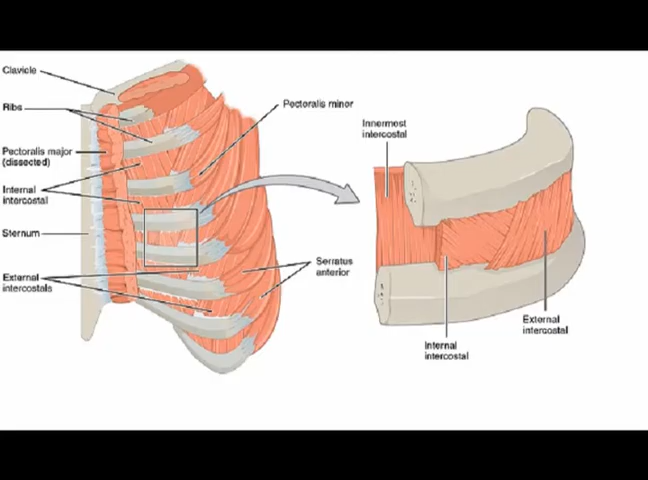 Clavicle
Ribs
Pectoralis major
(dissected)
Internal
intercostal
Sternum
External
intercostals
Pectoralis minor
Serratus
anterior
Innermost
intercostal
Internal
intercostal
External
intercostal